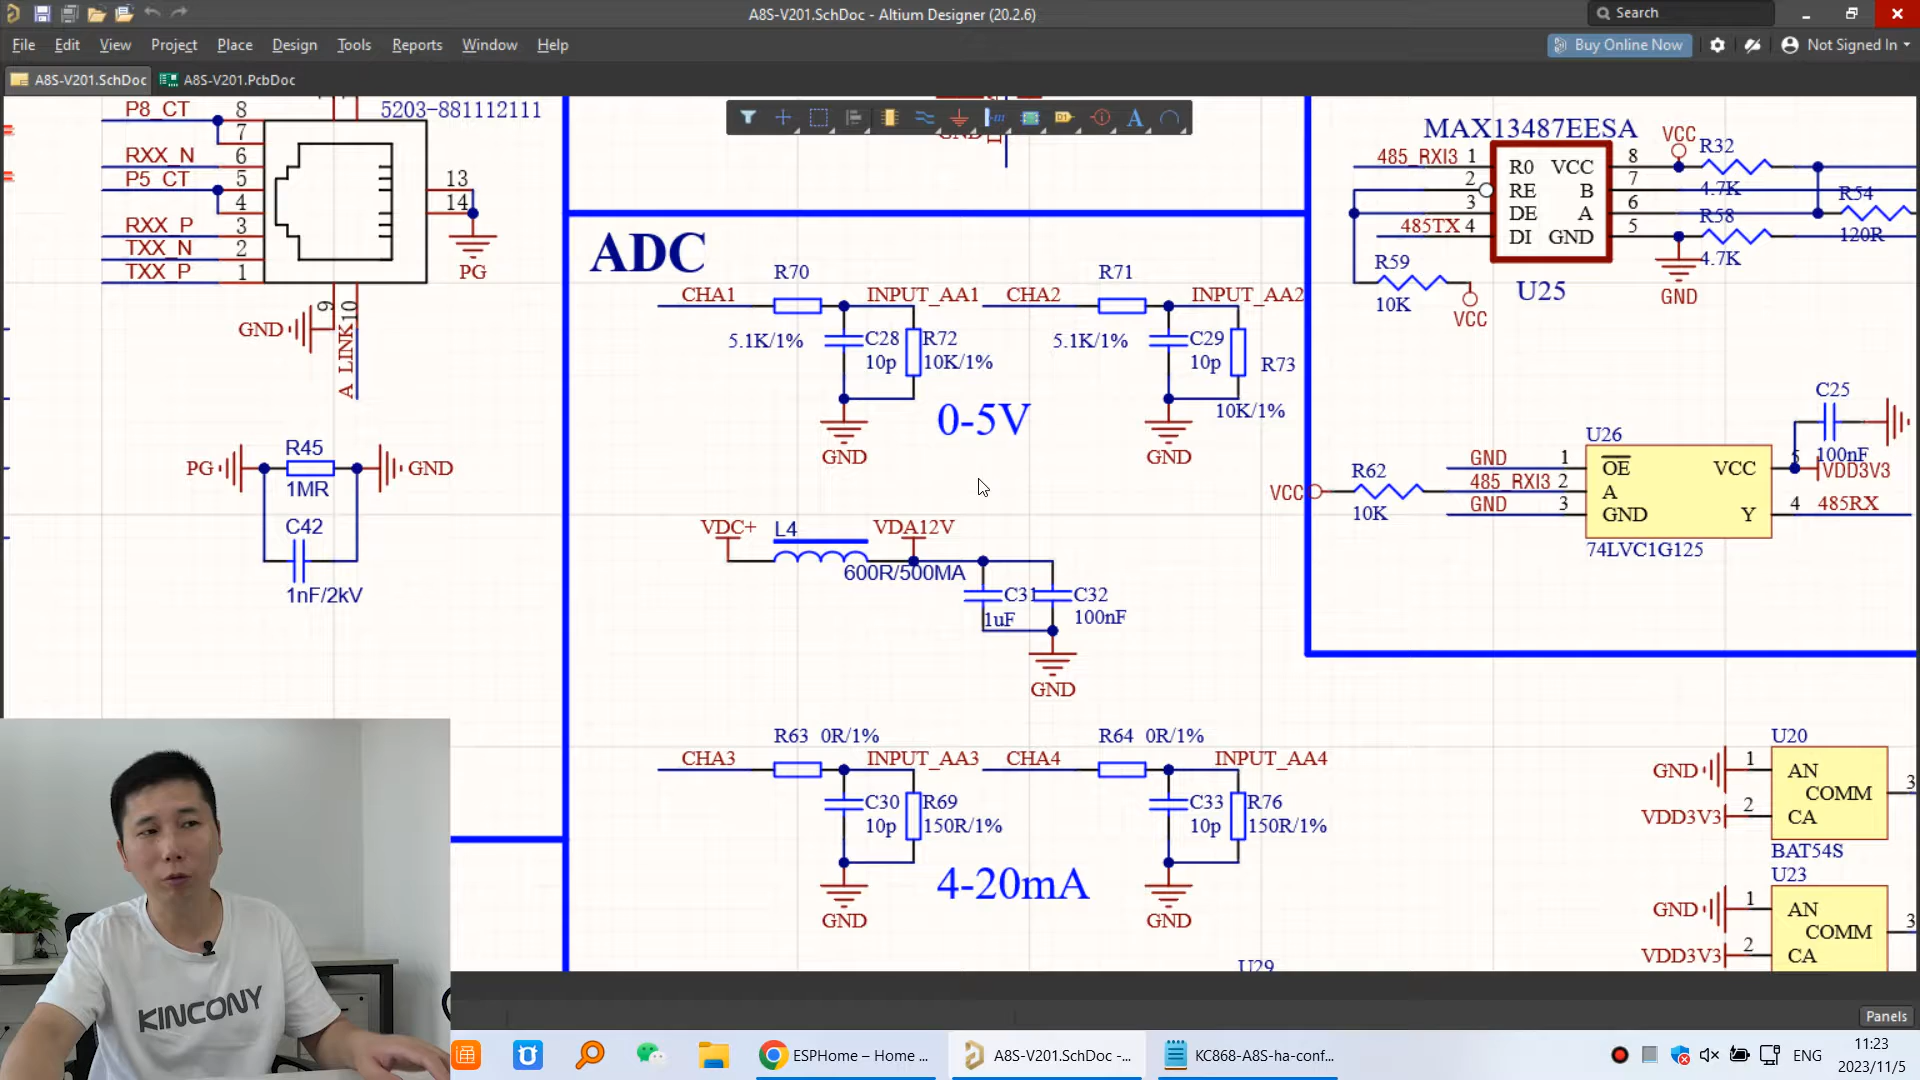 A8S-V201.SchDoc - Altium Designer (20.2.6)
Search
File Edit View Project Place Design Tools Reports Window Help
Buy Online Now
Not Signed In
A8S-V201.SchDoc
A8S-V201.PcbDoc
P8_CT 8
7
RXX_N 6
P5_CT 5
4
RXX_P 3
TXX_N 2
TXX_P 1
5203-881112111
13
14
PG
9
10
GND
A_LINK
PG
R45
1MR
GND
C42
1nF/2kV
ADC
CHA1
R70
5.1K/1%
INPUT_AA1
C28
10p
R72
10K/1%
GND
CHA2
R71
5.1K/1%
INPUT_AA2
C29
10p
R73
10K/1%
GND
0-5V
VDC+
L4
VDA12V
600R/500MA
C31
1uF
C32
100nF
GND
CHA3
R63 0R/1%
INPUT_AA3
C30
10p
R69
150R/1%
GND
CHA4
R64 0R/1%
INPUT_AA4
C33
10p
R76
150R/1%
GND
4-20mA
U29
MAX13487EESA
485_RXI3 1 R0 VCC 8
2 RE B 7
3 DE A 6
485TX 4 DI GND 5
U25
VCC
R32
4.7K
R54
120R
R58
4.7K
GND
R59
10K
VCC
C25
100nF
U26
VCC
R62
10K
GND 1 OE VCC 5 VDD3V3
485_RXI3 2 A
GND 3 GND Y 4 485RX
74LVC1G125
U20
GND 1 AN
COMM 3
VDD3V3 2 CA
BAT54S
U23
GND 1 AN
COMM 3
VDD3V3 2 CA
KINCONY
Panels
ESPHome – Home ...
A8S-V201.SchDoc -...
KC868-A8S-ha-conf...
ENG
11:23
2023/11/5